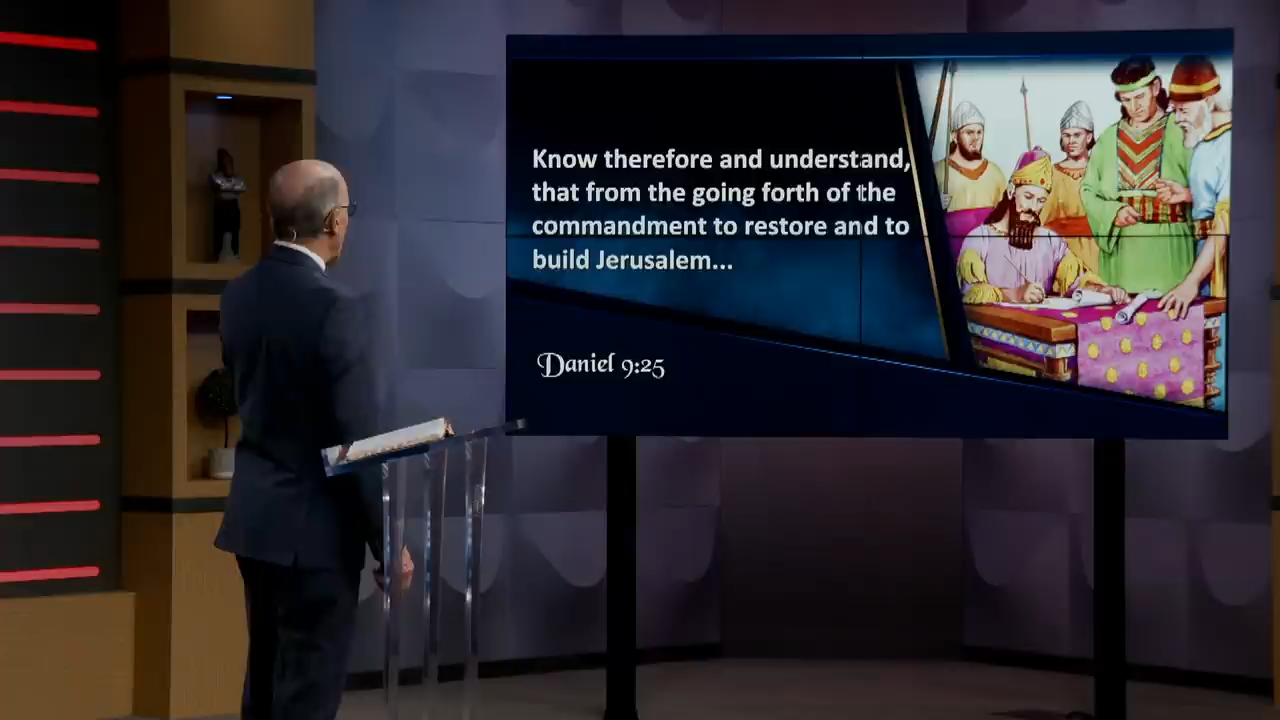 Know therefore and understand,
that from the going forth of the
commandment to restore and to
build Jerusalem...
Daniel 9:25